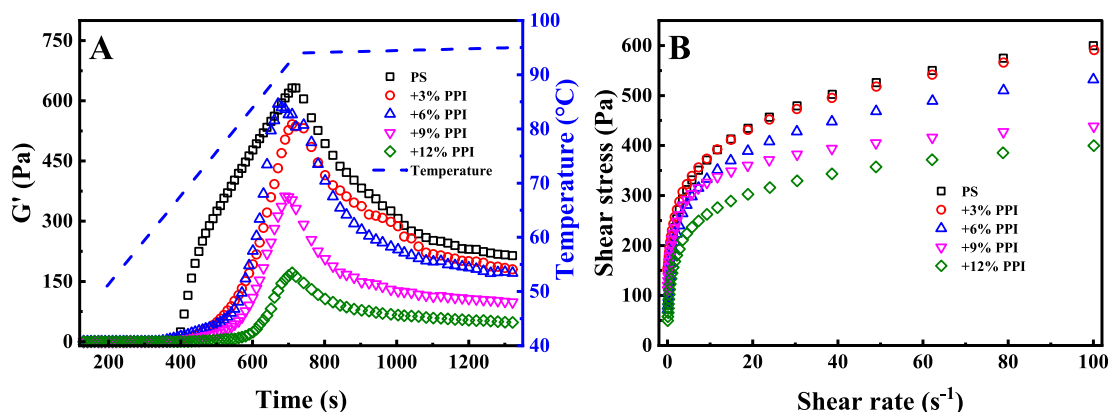 A
G' (Pa)
750
600
450
300
150
0
200
400
600
800
1000
1200
Time (s)
100
90
80
70
60
50
40
Temperature (°C)
PS
+3% PPI
+6% PPI
+9% PPI
+12% PPI
Temperature
B
Shear stress (Pa)
600
500
400
300
200
100
0
0
20
40
60
80
100
Shear rate (s⁻¹)
PS
+3% PPI
+6% PPI
+9% PPI
+12% PPI